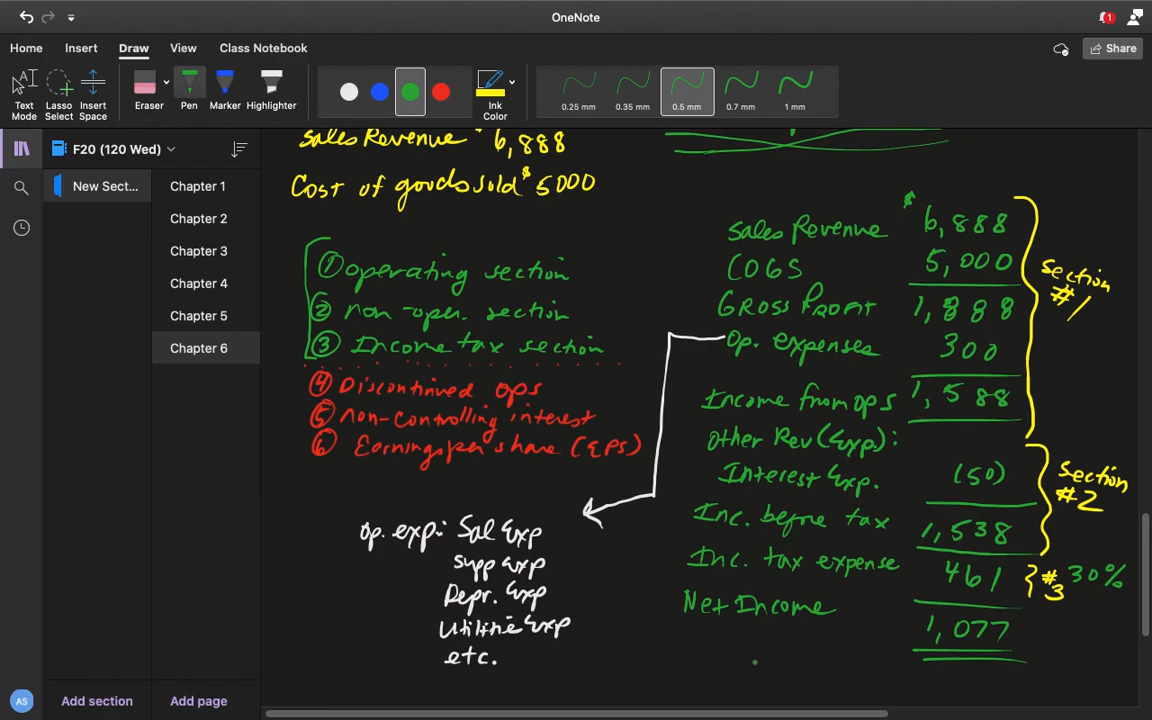 OneNote
1
Home Insert Draw View Class Notebook
Share
Text Mode
Lasso Select
Insert Space
Eraser
Pen
Marker
Highlighter
Ink Color
0.25 mm
0.35 mm
0.5 mm
0.7 mm
1 mm
F20 (120 Wed)
New Sect...
Chapter 1
Chapter 2
Chapter 3
Chapter 4
Chapter 5
Chapter 6
AS
Add section
Add page
Sales Revenue $ 6,888
Cost of goods sold $ 5000
① operating section
② non-oper. section
③ Income tax section
④ Discontinued ops
⑤ non-controlling interest
⑥ Earnings per share (EPS)
Op. exp: Sal Exp
Supp Exp
Depr. Exp
Utilitie Exp
etc.
Sales Revenue $ 6,888
COGS 5,000
GROSS PROFIT 1,888
Op. expenses 300
Income from ops 1,588
Other Rev (Exp.):
Interest Exp. (50)
Inc. before tax 1,538
Inc. tax expense 461
Net Income 1,077
Section #1
Section #2
#3 30%